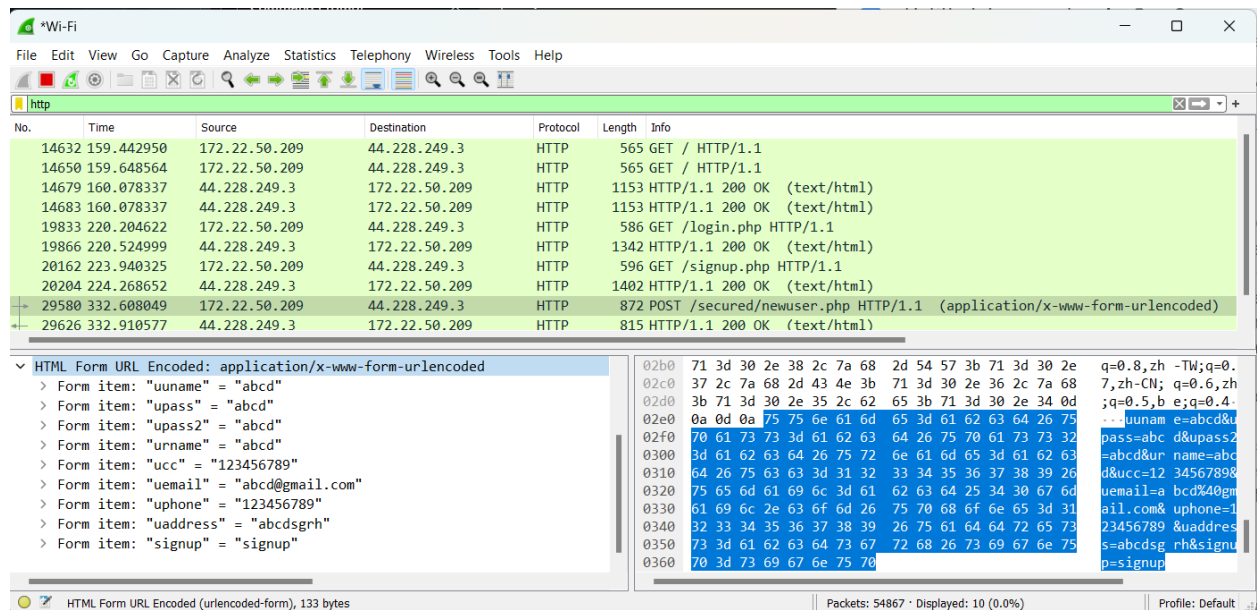 *Wi-Fi
File Edit View Go Capture Analyze Statistics Telephony Wireless Tools Help
http
No. Time Source Destination Protocol Length Info
14632 159.442950 172.22.50.209 44.228.249.3 HTTP 565 GET / HTTP/1.1
14650 159.648564 172.22.50.209 44.228.249.3 HTTP 565 GET / HTTP/1.1
14679 160.078337 44.228.249.3 172.22.50.209 HTTP 1153 HTTP/1.1 200 OK (text/html)
14683 160.078337 44.228.249.3 172.22.50.209 HTTP 1153 HTTP/1.1 200 OK (text/html)
19833 220.204622 172.22.50.209 44.228.249.3 HTTP 586 GET /login.php HTTP/1.1
19866 220.524999 44.228.249.3 172.22.50.209 HTTP 1342 HTTP/1.1 200 OK (text/html)
20162 223.940325 172.22.50.209 44.228.249.3 HTTP 596 GET /signup.php HTTP/1.1
20204 224.268652 44.228.249.3 172.22.50.209 HTTP 1402 HTTP/1.1 200 OK (text/html)
29580 332.608049 172.22.50.209 44.228.249.3 HTTP 872 POST /secured/newuser.php HTTP/1.1 (application/x-www-form-urlencoded)
29626 332.910577 44.228.249.3 172.22.50.209 HTTP 815 HTTP/1.1 200 OK (text/html)
HTML Form URL Encoded: application/x-www-form-urlencoded
Form item: "uuname" = "abcd"
Form item: "upass" = "abcd"
Form item: "upass2" = "abcd"
Form item: "urname" = "abcd"
Form item: "ucc" = "123456789"
Form item: "uemail" = "abcd@gmail.com"
Form item: "uphone" = "123456789"
Form item: "uaddress" = "abcdsgrh"
Form item: "signup" = "signup"
02b0 71 3d 30 2e 38 2c 7a 68 2d 54 57 3b 71 3d 30 2e q=0.8,zh -TW;q=0.
02c0 37 2c 7a 68 2d 43 4e 3b 71 3d 30 2e 36 2c 7a 68 7,zh-CN; q=0.6,zh
02d0 3b 71 3d 30 2e 35 2c 62 65 3b 71 3d 30 2e 34 0d ;q=0.5,b e;q=0.4·
02e0 0a 0d 0a 75 75 6e 61 6d 65 3d 61 62 63 64 26 75 ···uunam e=abcd&u
02f0 70 61 73 73 3d 61 62 63 64 26 75 70 61 73 73 32 pass=abc d&upass2
0300 3d 61 62 63 64 26 75 72 6e 61 6d 65 3d 61 62 63 =abcd&ur name=abc
0310 64 26 75 63 63 3d 31 32 33 34 35 36 37 38 39 26 d&ucc=12 3456789&
0320 75 65 6d 61 69 6c 3d 61 62 63 64 25 34 30 67 6d uemail=a bcd%40gm
0330 61 69 6c 2e 63 6f 6d 26 75 70 68 6f 6e 65 3d 31 ail.com& uphone=1
0340 32 33 34 35 36 37 38 39 26 75 61 64 64 72 65 73 23456789 &uaddres
0350 73 3d 61 62 63 64 73 67 72 68 26 73 69 67 6e 75 s=abcdsg rh&signu
0360 70 3d 73 69 67 6e 75 70 p=signup
HTML Form URL Encoded (urlencoded-form), 133 bytes Packets: 54867 · Displayed: 10 (0.0%) Profile: Default